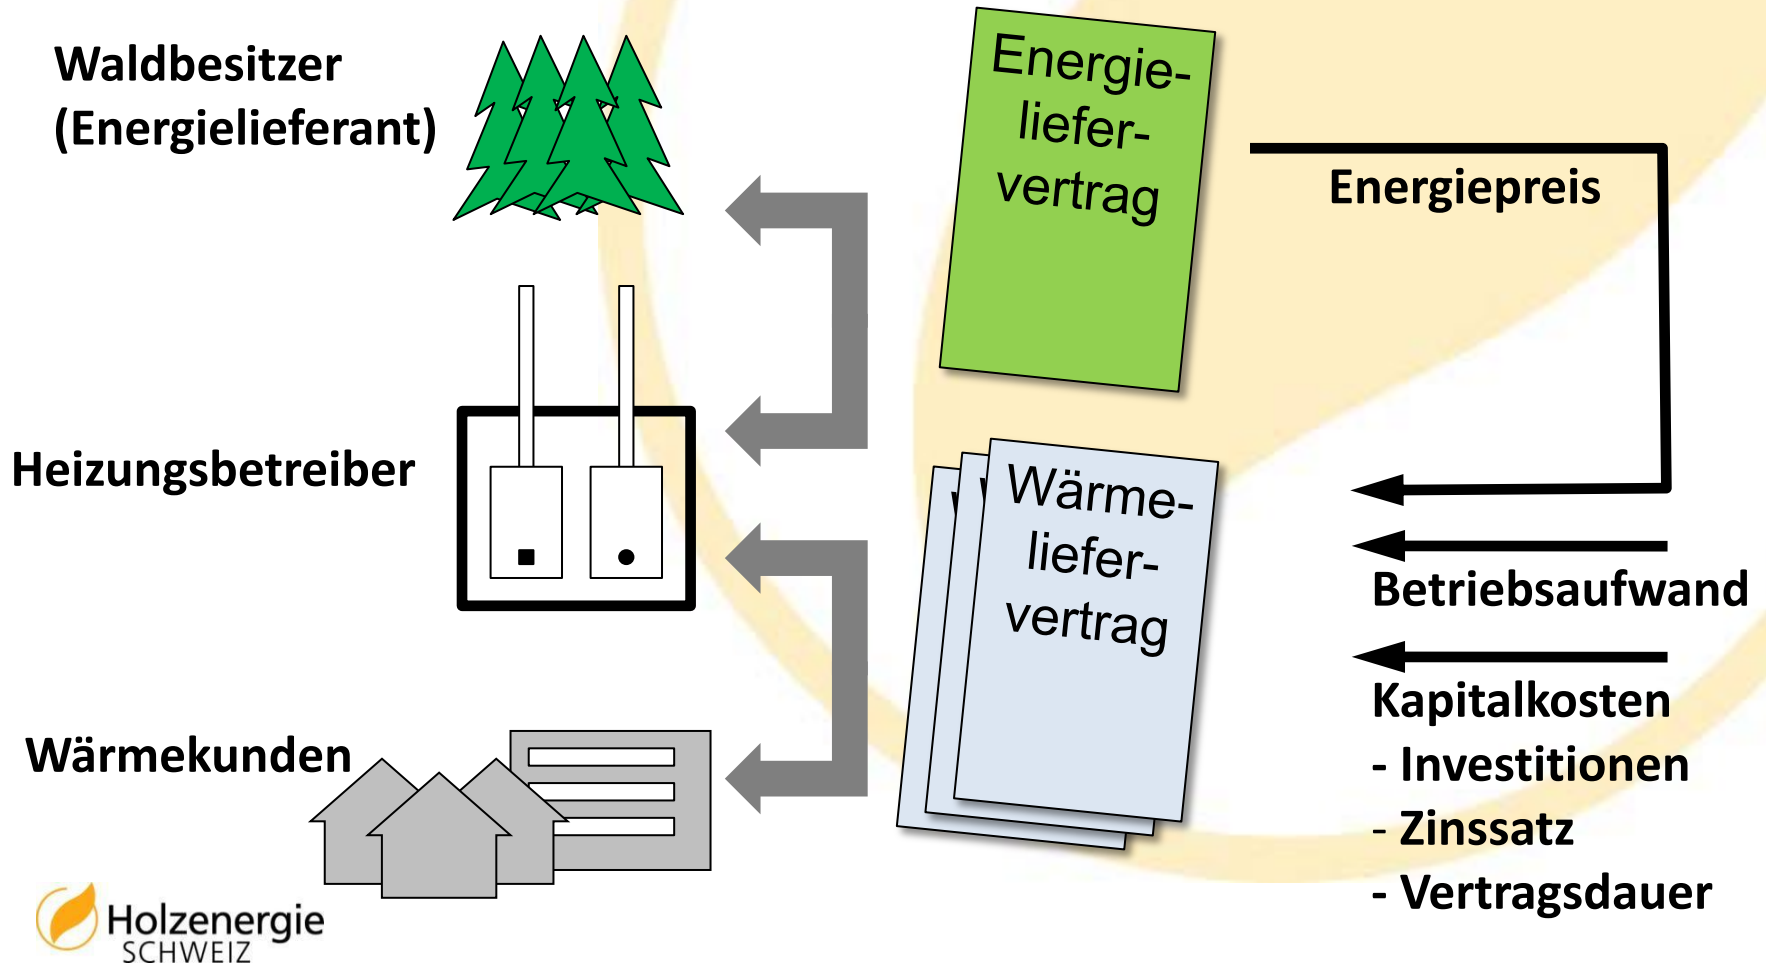 Waldbesitzer
(Energielieferant)
Energie-
liefer-
vertrag
Energiepreis
Heizungsbetreiber
Wärme-
liefer-
vertrag
Betriebsaufwand
Kapitalkosten
- Investitionen
- Zinssatz
- Vertragsdauer
Wärmekunden
Holzenergie
SCHWEIZ